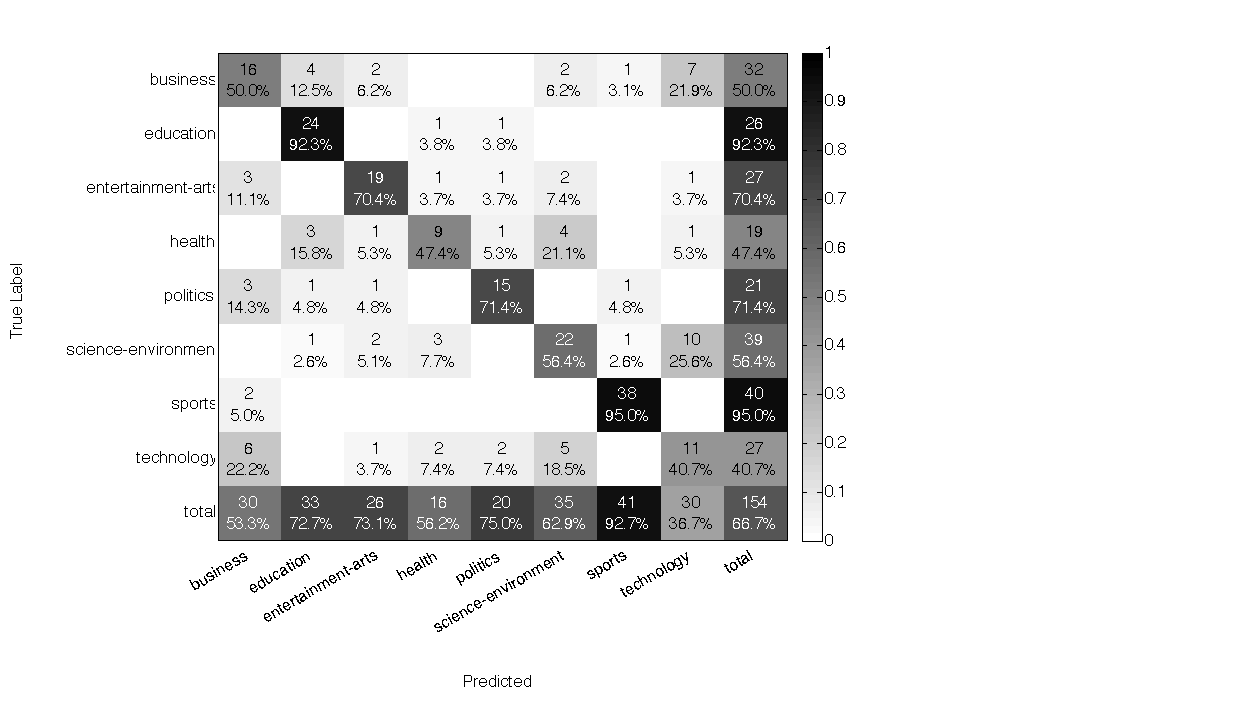 1
business 16 4 2 2 1 7 32
50.0% 12.5% 6.2% 6.2% 3.1% 21.9% 50.0%
0.9
education 24 1 1 26
92.3% 3.8% 3.8% 92.3%
0.8
entertainment-arts 3 19 1 1 2 1 27
11.1% 70.4% 3.7% 3.7% 7.4% 3.7% 70.4%
0.7
health 3 1 9 1 4 1 19
15.8% 5.3% 47.4% 5.3% 21.1% 5.3% 47.4%
0.6
True Label
politics 3 1 1 15 1 21
14.3% 4.8% 4.8% 71.4% 4.8% 71.4%
0.5
science-environmen 1 2 3 22 1 10 39
2.6% 5.1% 7.7% 56.4% 2.6% 25.6% 56.4%
0.4
0.3
sports 2 38 40
5.0% 95.0% 95.0%
0.2
technology 6 1 2 2 5 11 27
22.2% 3.7% 7.4% 7.4% 18.5% 40.7% 40.7%
0.1
total 30 33 26 16 20 35 41 30 154
53.3% 72.7% 73.1% 56.2% 75.0% 62.9% 92.7% 36.7% 66.7%
0
business education entertainment-arts health politics science-environment sports technology total
Predicted